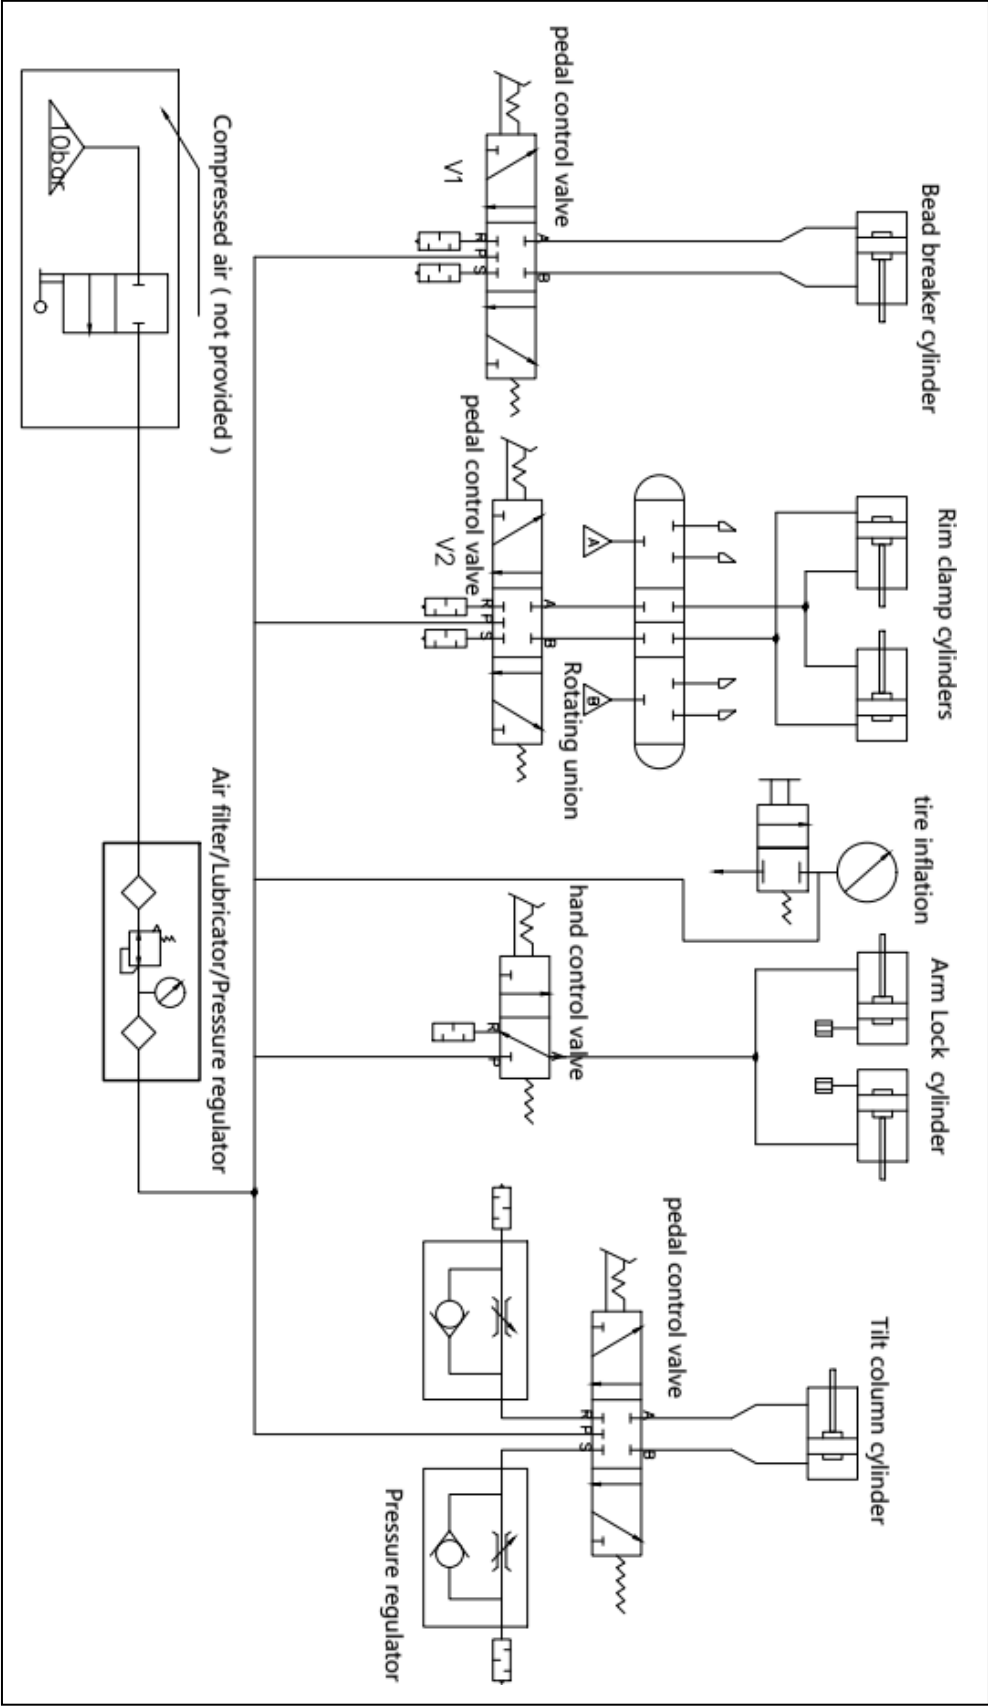 Bead breaker cylinder
Rim clamp cylinders
tire inflation
Arm Lock cylinder
Tilt column cylinder
pedal control valve
V1
A
B
R
P
S
pedal control valve
V2
A
B
R
P
S
A
B
Rotating union
hand control valve
A
R
P
pedal control valve
A
B
R
P
S
Pressure regulator
Compressed air ( not provided )
10bar
Air filter/Lubricator/Pressure regulator